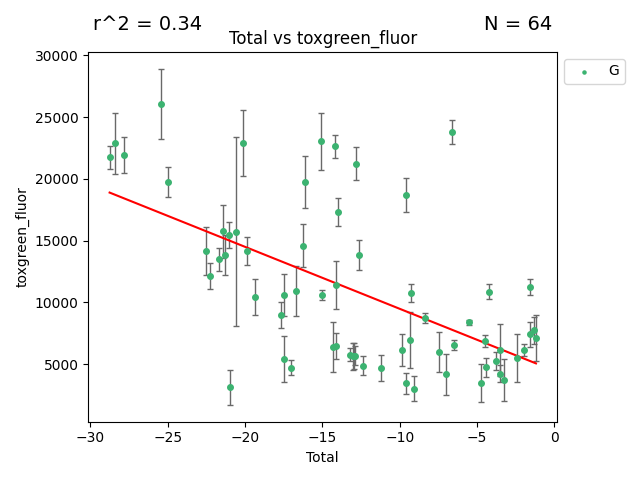 r^2 = 0.34
N = 64
Total vs toxgreen_fluor
30000
25000
20000
15000
10000
5000
toxgreen_fluor
−30
−25
−20
−15
−10
−5
0
Total
G